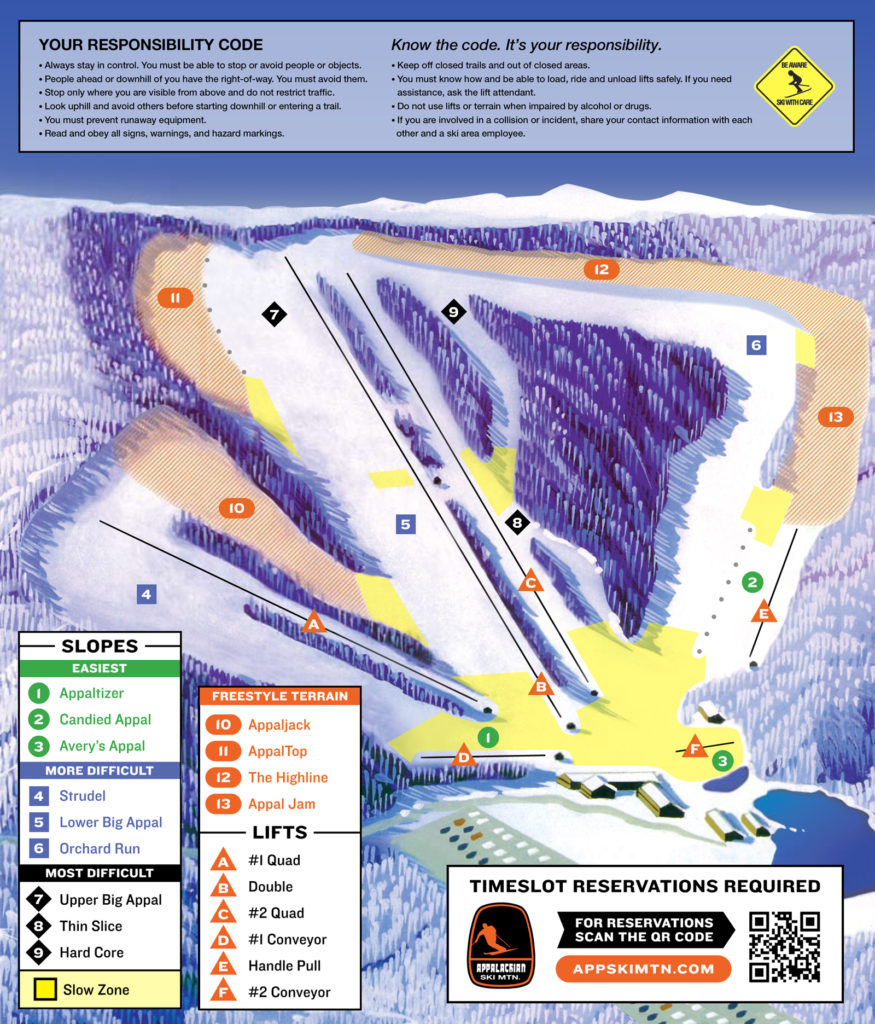 YOUR RESPONSIBILITY CODE
• Always stay in control. You must be able to stop or avoid people or objects.
• People ahead or downhill of you have the right-of-way. You must avoid them.
• Stop only where you are visible from above and do not restrict traffic.
• Look uphill and avoid others before starting downhill or entering a trail.
• You must prevent runaway equipment.
• Read and obey all signs, warnings, and hazard markings.
Know the code. It's your responsibility.
• Keep off closed trails and out of closed areas.
• You must know how and be able to load, ride and unload lifts safely. If you need
assistance, ask the lift attendant.
• Do not use lifts or terrain when impaired by alcohol or drugs.
• If you are involved in a collision or incident, share your contact information with each
other and a ski area employee.
BE AWARE
SKI WITH CARE
12
11
7
9
6
13
10
5
8
2
C
4
A
E
B
1
D
F
3
SLOPES
EASIEST
1 Appaltizer
2 Candied Appal
3 Avery's Appal
MORE DIFFICULT
4 Strudel
5 Lower Big Appal
6 Orchard Run
MOST DIFFICULT
7 Upper Big Appal
8 Thin Slice
9 Hard Core
Slow Zone
FREESTYLE TERRAIN
10 Appaljack
11 AppalTop
12 The Highline
13 Appal Jam
LIFTS
A #1 Quad
B Double
C #2 Quad
D #1 Conveyor
E Handle Pull
F #2 Conveyor
TIMESLOT RESERVATIONS REQUIRED
APPALACHIAN
SKI MTN.
FOR RESERVATIONS
SCAN THE QR CODE
APPSKIMTN.COM